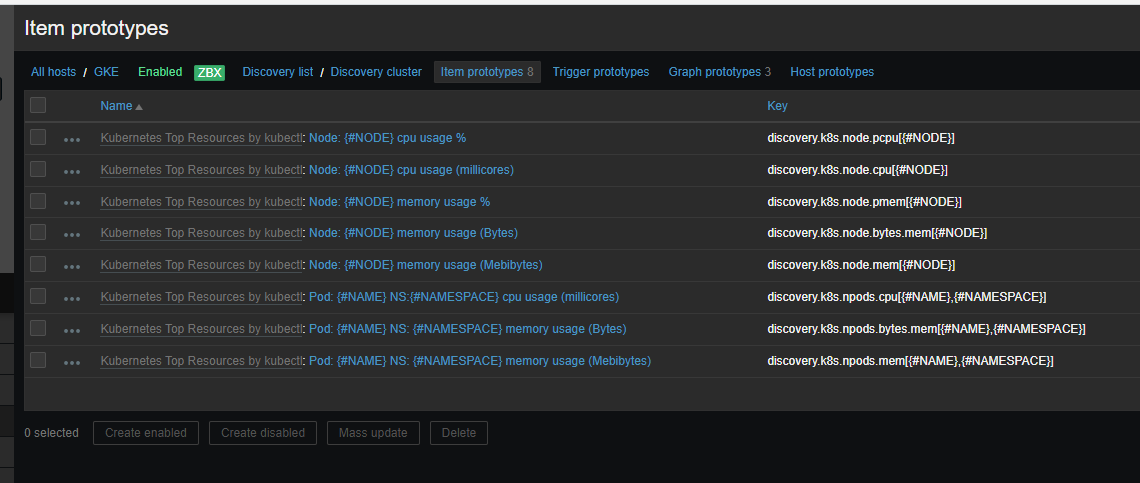 Item prototypes
All hosts / GKE Enabled ZBX Discovery list / Discovery cluster Item prototypes 8 Trigger prototypes Graph prototypes 3 Host prototypes
Name Key
Kubernetes Top Resources by kubectl: Node: {#NODE} cpu usage % discovery.k8s.node.pcpu[{#NODE}]
Kubernetes Top Resources by kubectl: Node: {#NODE} cpu usage (millicores) discovery.k8s.node.cpu[{#NODE}]
Kubernetes Top Resources by kubectl: Node: {#NODE} memory usage % discovery.k8s.node.pmem[{#NODE}]
Kubernetes Top Resources by kubectl: Node: {#NODE} memory usage (Bytes) discovery.k8s.node.bytes.mem[{#NODE}]
Kubernetes Top Resources by kubectl: Node: {#NODE} memory usage (Mebibytes) discovery.k8s.node.mem[{#NODE}]
Kubernetes Top Resources by kubectl: Pod: {#NAME} NS:{#NAMESPACE} cpu usage (millicores) discovery.k8s.npods.cpu[{#NAME},{#NAMESPACE}]
Kubernetes Top Resources by kubectl: Pod: {#NAME} NS: {#NAMESPACE} memory usage (Bytes) discovery.k8s.npods.bytes.mem[{#NAME},{#NAMESPACE}]
Kubernetes Top Resources by kubectl: Pod: {#NAME} NS: {#NAMESPACE} memory usage (Mebibytes) discovery.k8s.npods.mem[{#NAME},{#NAMESPACE}]
0 selected Create enabled Create disabled Mass update Delete